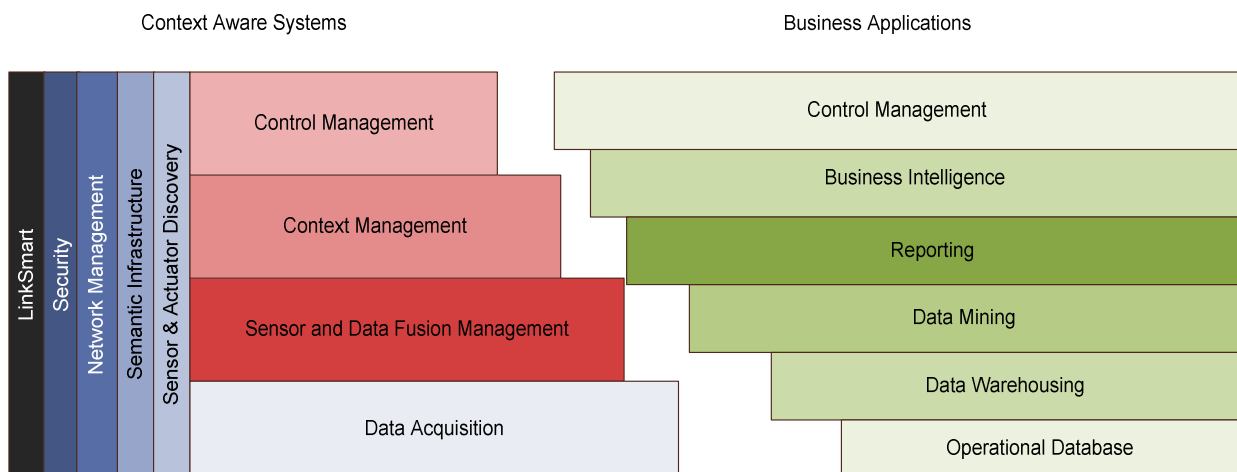 Context Aware Systems
Business Applications
LinkSmart
Security
Network Management
Semantic Infrastructure
Sensor & Actuator Discovery
Control Management
Context Management
Sensor and Data Fusion Management
Data Acquisition
Control Management
Business Intelligence
Reporting
Data Mining
Data Warehousing
Operational Database